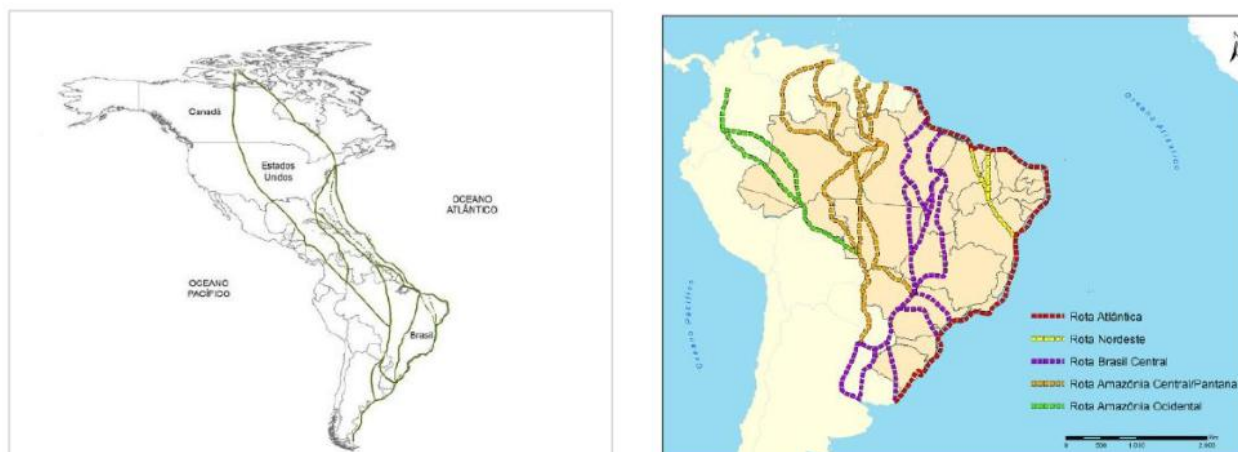 Canadá
Estados
Unidos
OCEANO
ATLÂNTICO
OCEANO
PACÍFICO
Brasil
N
Oceano Atlântico
Oceano Pacífico
Rota Atlântica
Rota Nordeste
Rota Brasil Central
Rota Amazônia Central/Pantana
Rota Amazônia Ocidental